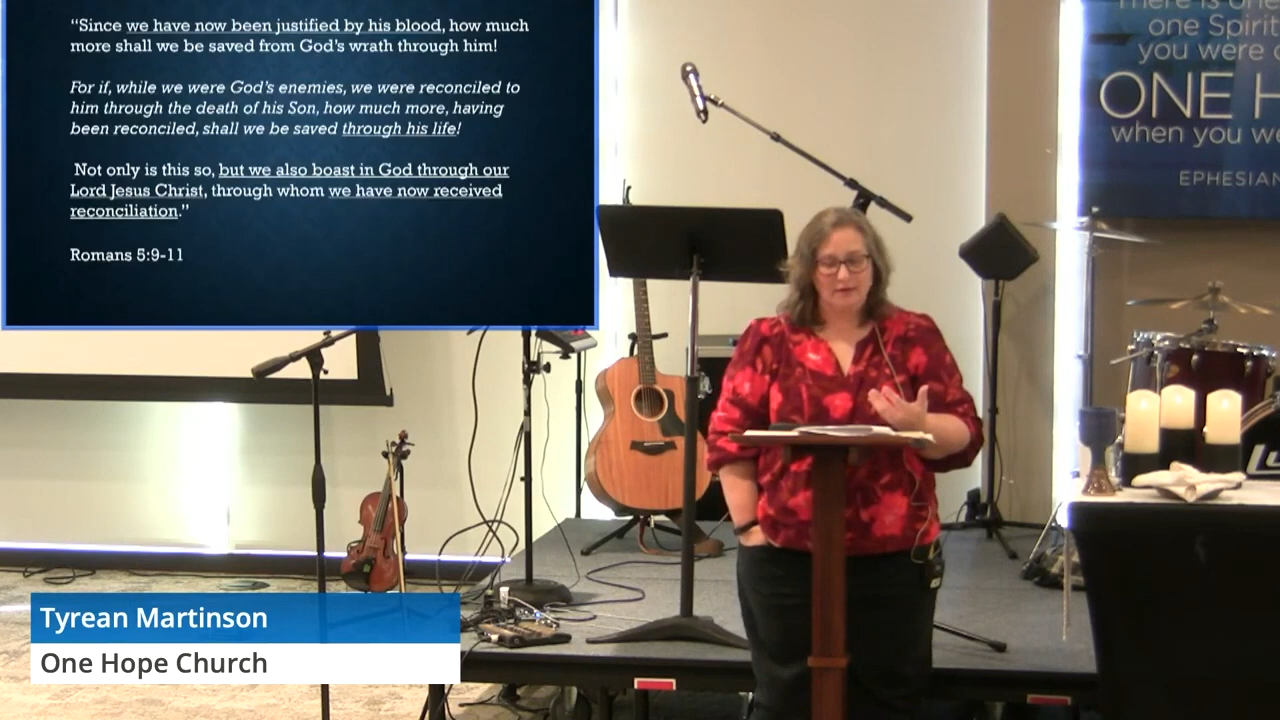 “Since we have now been justified by his blood, how much
more shall we be saved from God’s wrath through him!
For if, while we were God’s enemies, we were reconciled to
him through the death of his Son, how much more, having
been reconciled, shall we be saved through his life!
Not only is this so, but we also boast in God through our
Lord Jesus Christ, through whom we have now received
reconciliation.”
Romans 5:9-11
one Spirit
you were
ONE H
when you we
EPHESIAN
Tyrean Martinson
One Hope Church